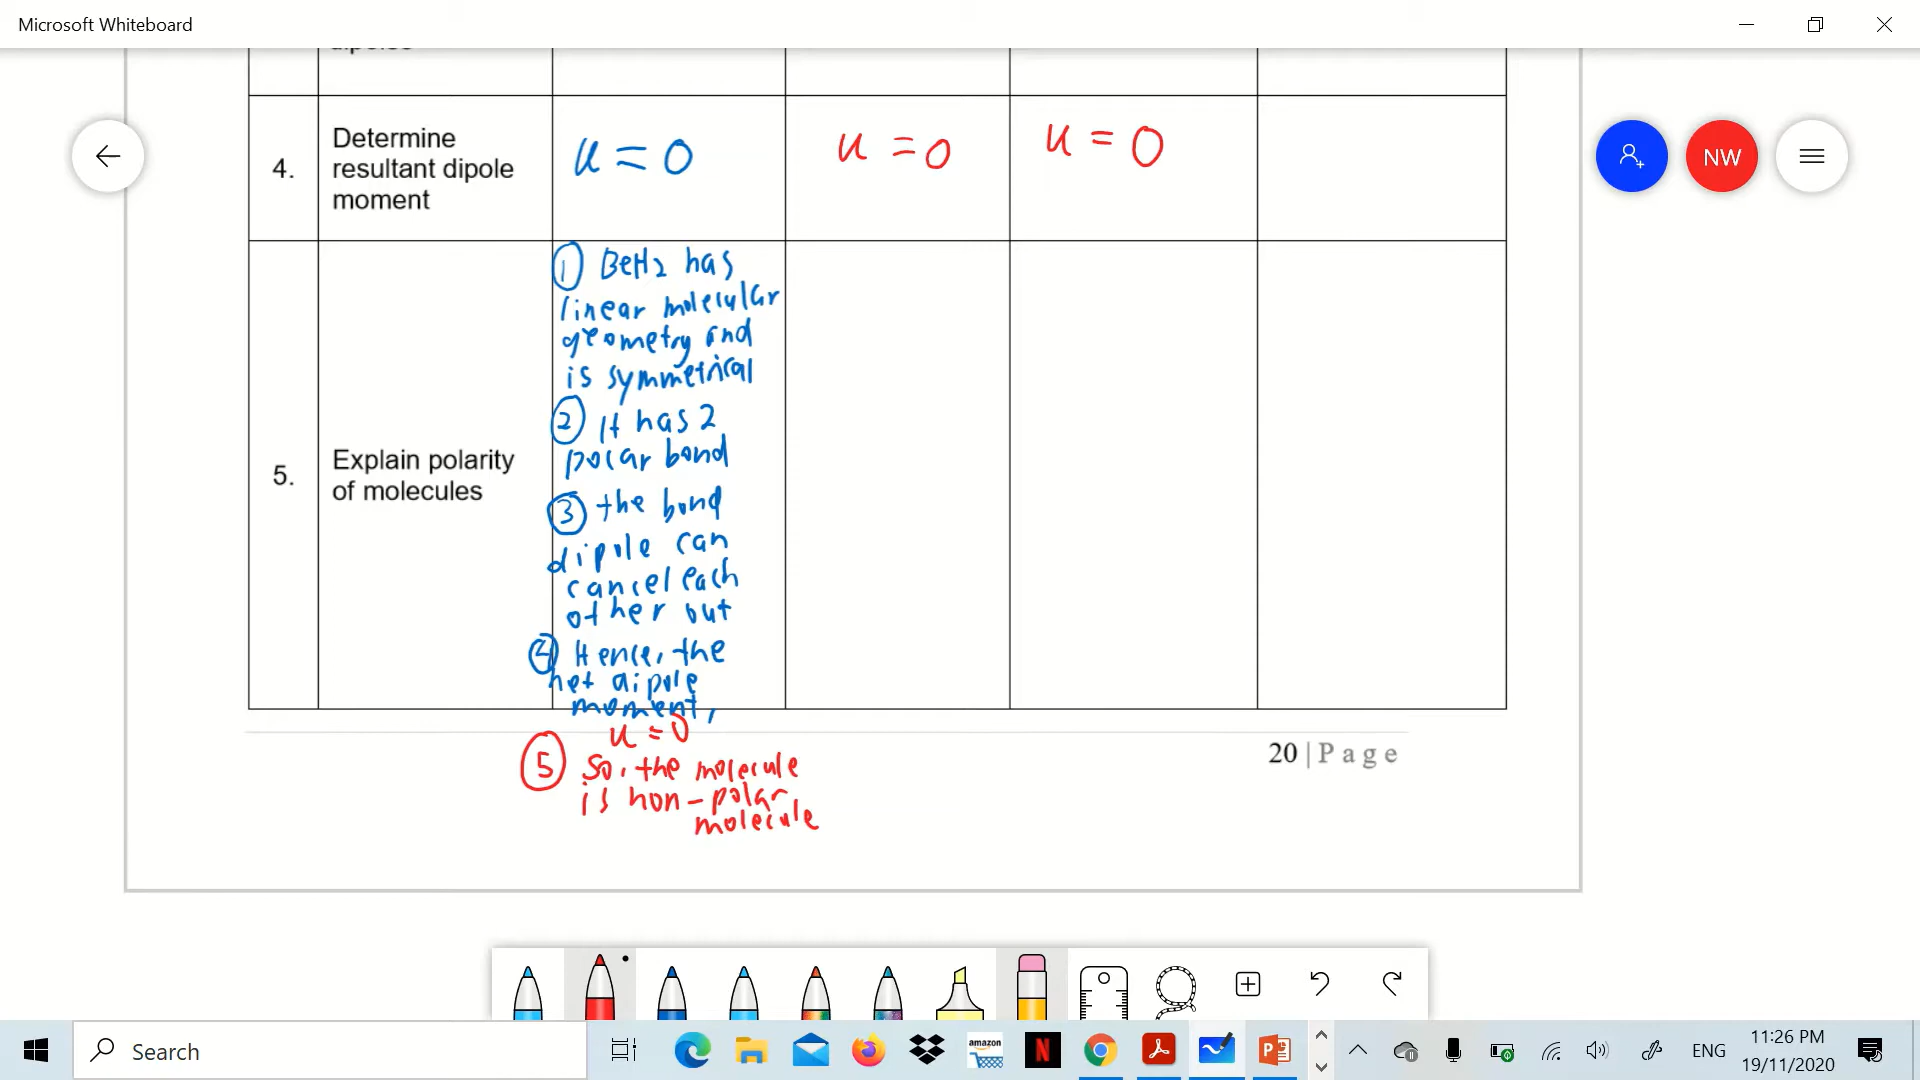 Microsoft Whiteboard
4.
Determine
resultant dipole
moment
u = 0
u = 0
u = 0
NW
5.
Explain polarity
of molecules
① BeH2 has
linear molecular
geometry and
is symmetrical
② It has 2
polar bond
③ the bond
dipole can
cancel each
other out
④ Hence, the
net dipole
moment,
u = 0
⑤ So, the molecule
is non-polar
molecule
20 | Page
Search
amazon
N
ENG
11:26 PM
19/11/2020